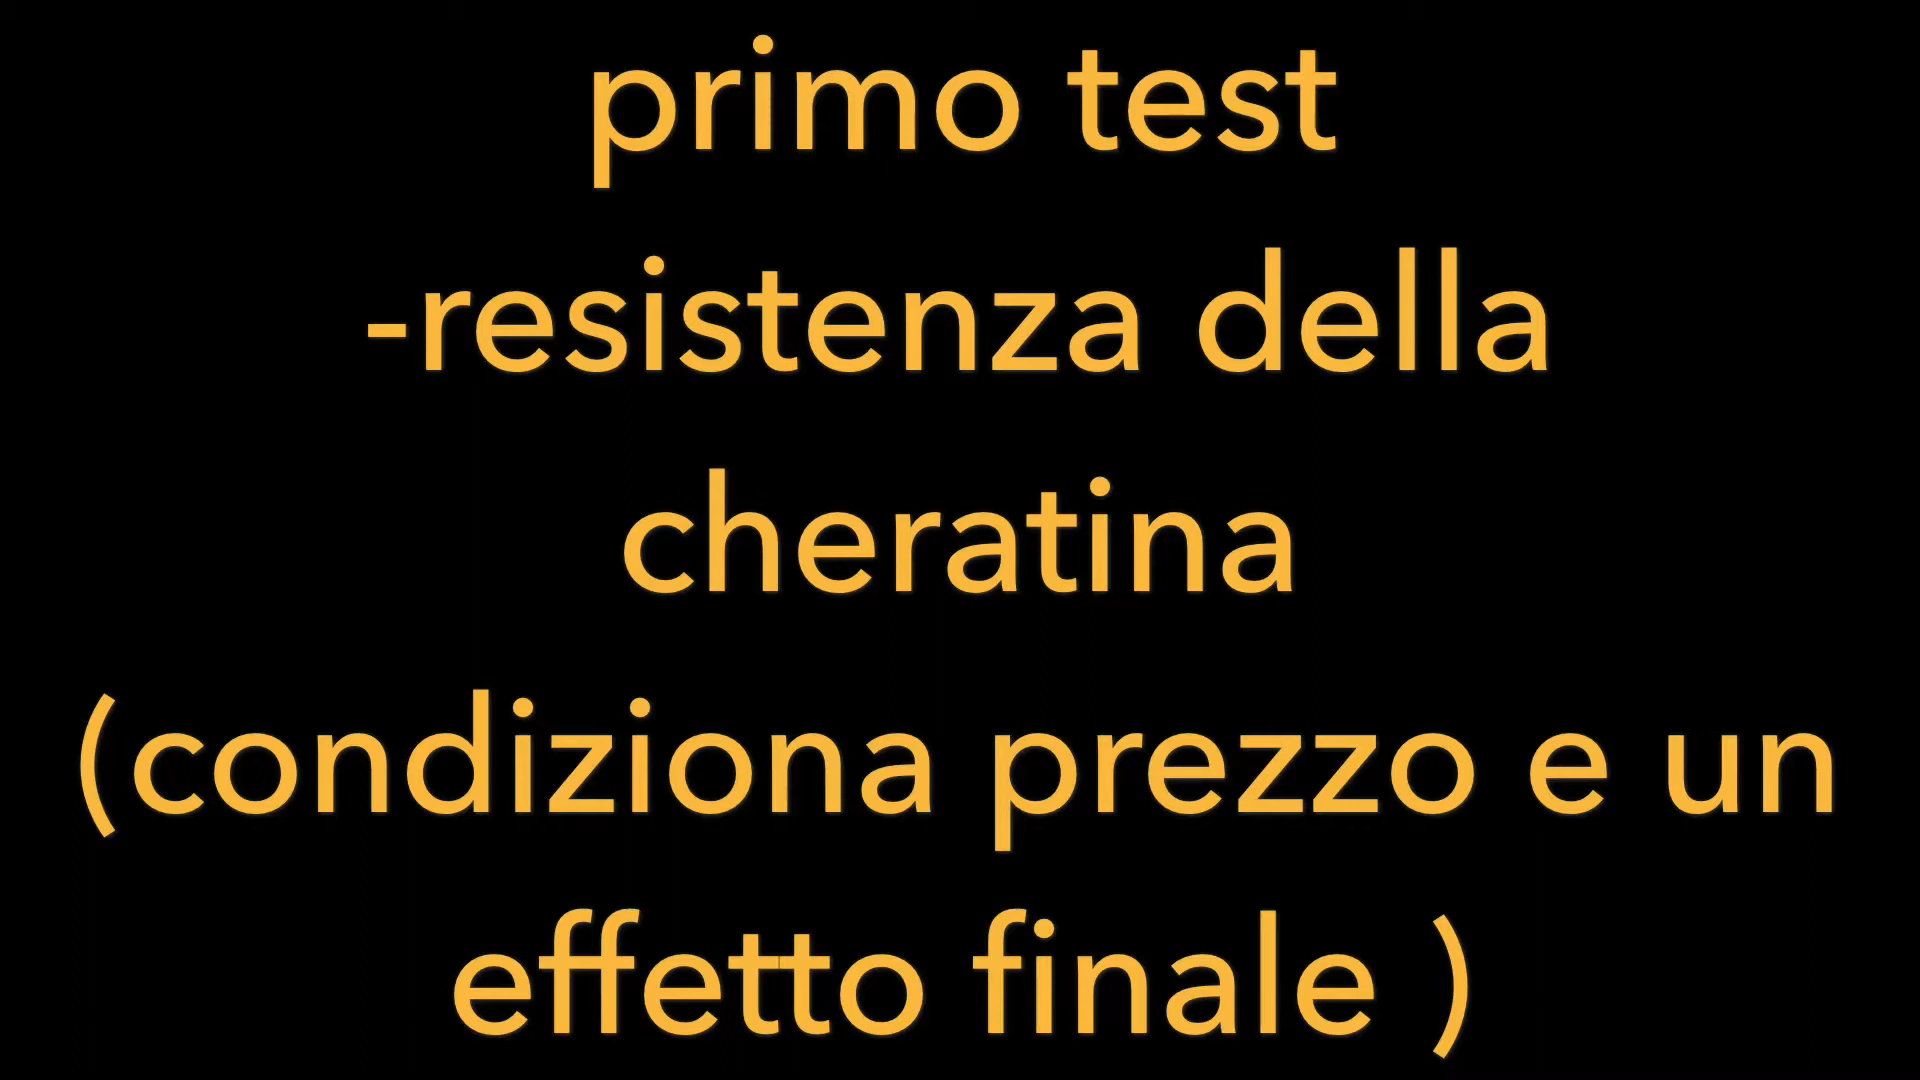 primo test
-resistenza della
cheratina
(condiziona prezzo e un
effetto finale )